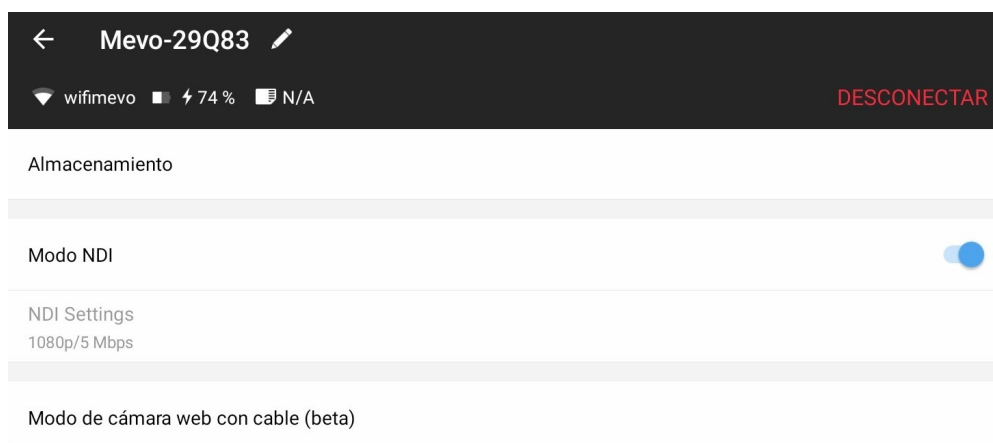 Mevo-29Q83
wifimevo 74 % N/A DESCONECTAR
Almacenamiento
Modo NDI
NDI Settings
1080p/5 Mbps
Modo de cámara web con cable (beta)